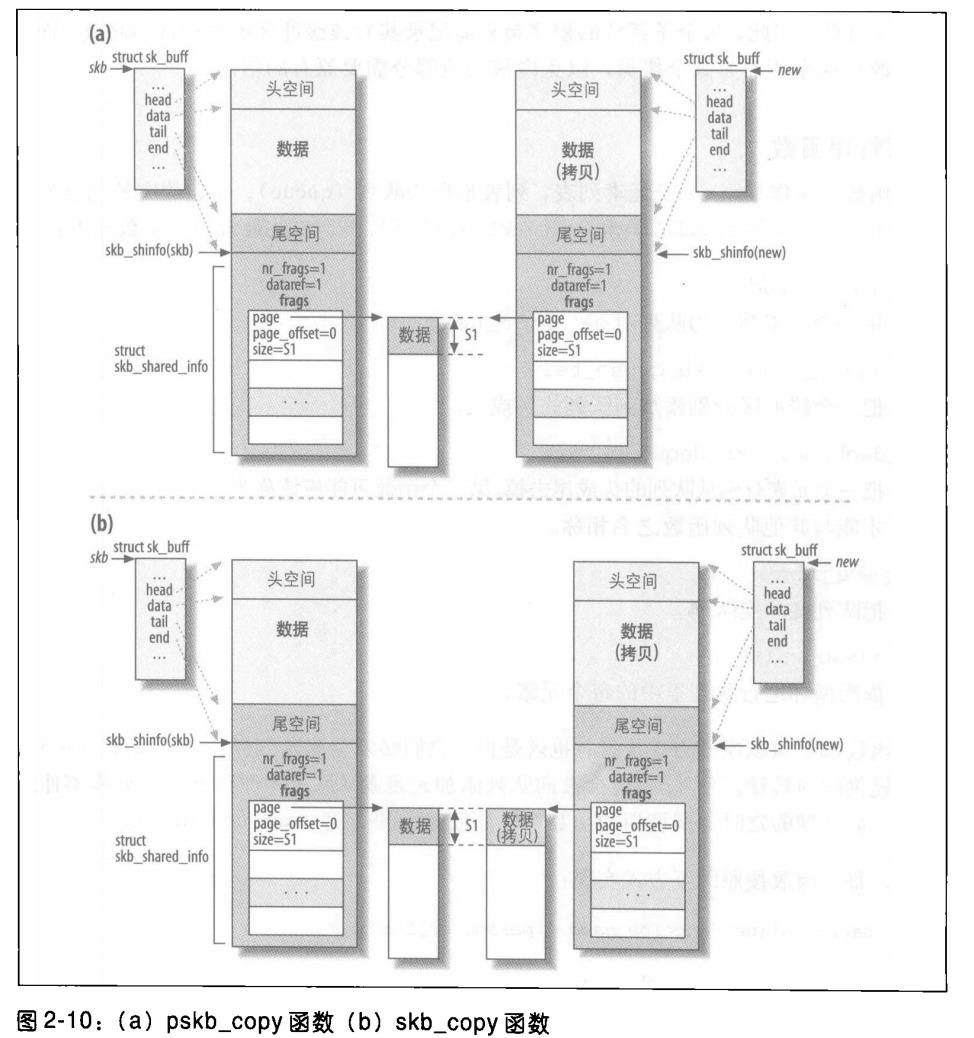 (a)
struct sk_buff
skb
...
head
data
tail
end
...
头空间
数据
尾空间
skb_shinfo(skb)
nr_frags=1
dataref=1
frags
page
page_offset=0
size=S1
...
struct
skb_shared_info
数据
S1
头空间
数据
(拷贝)
尾空间
nr_frags=1
dataref=1
frags
page
page_offset=0
size=S1
...
struct sk_buff
new
...
head
data
tail
end
...
skb_shinfo(new)
(b)
struct sk_buff
skb
...
head
data
tail
end
...
头空间
数据
尾空间
skb_shinfo(skb)
nr_frags=1
dataref=1
frags
page
page_offset=0
size=S1
...
struct
skb_shared_info
数据
S1
数据
(拷贝)
头空间
数据
(拷贝)
尾空间
nr_frags=1
dataref=1
frags
page
page_offset=0
size=S1
...
struct sk_buff
new
...
head
data
tail
end
...
skb_shinfo(new)
图 2-10：(a) pskb_copy 函数 (b) skb_copy 函数